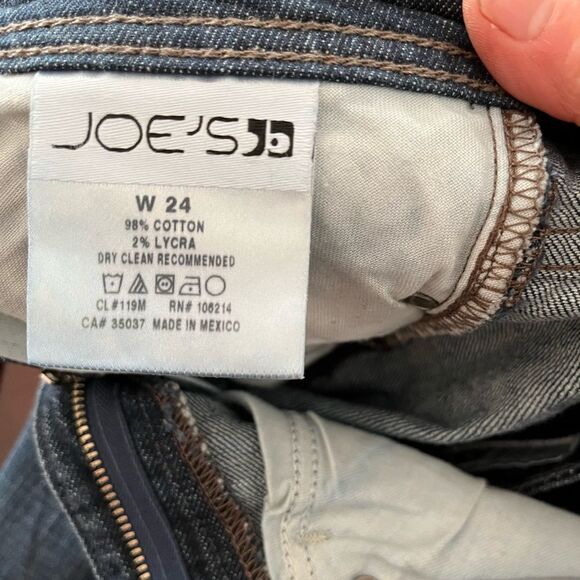 JOE'S
W 24
98% COTTON
2% LYCRA
DRY CLEAN RECOMMENDED
CL#119M RN# 106214
CA# 35037 MADE IN MEXICO